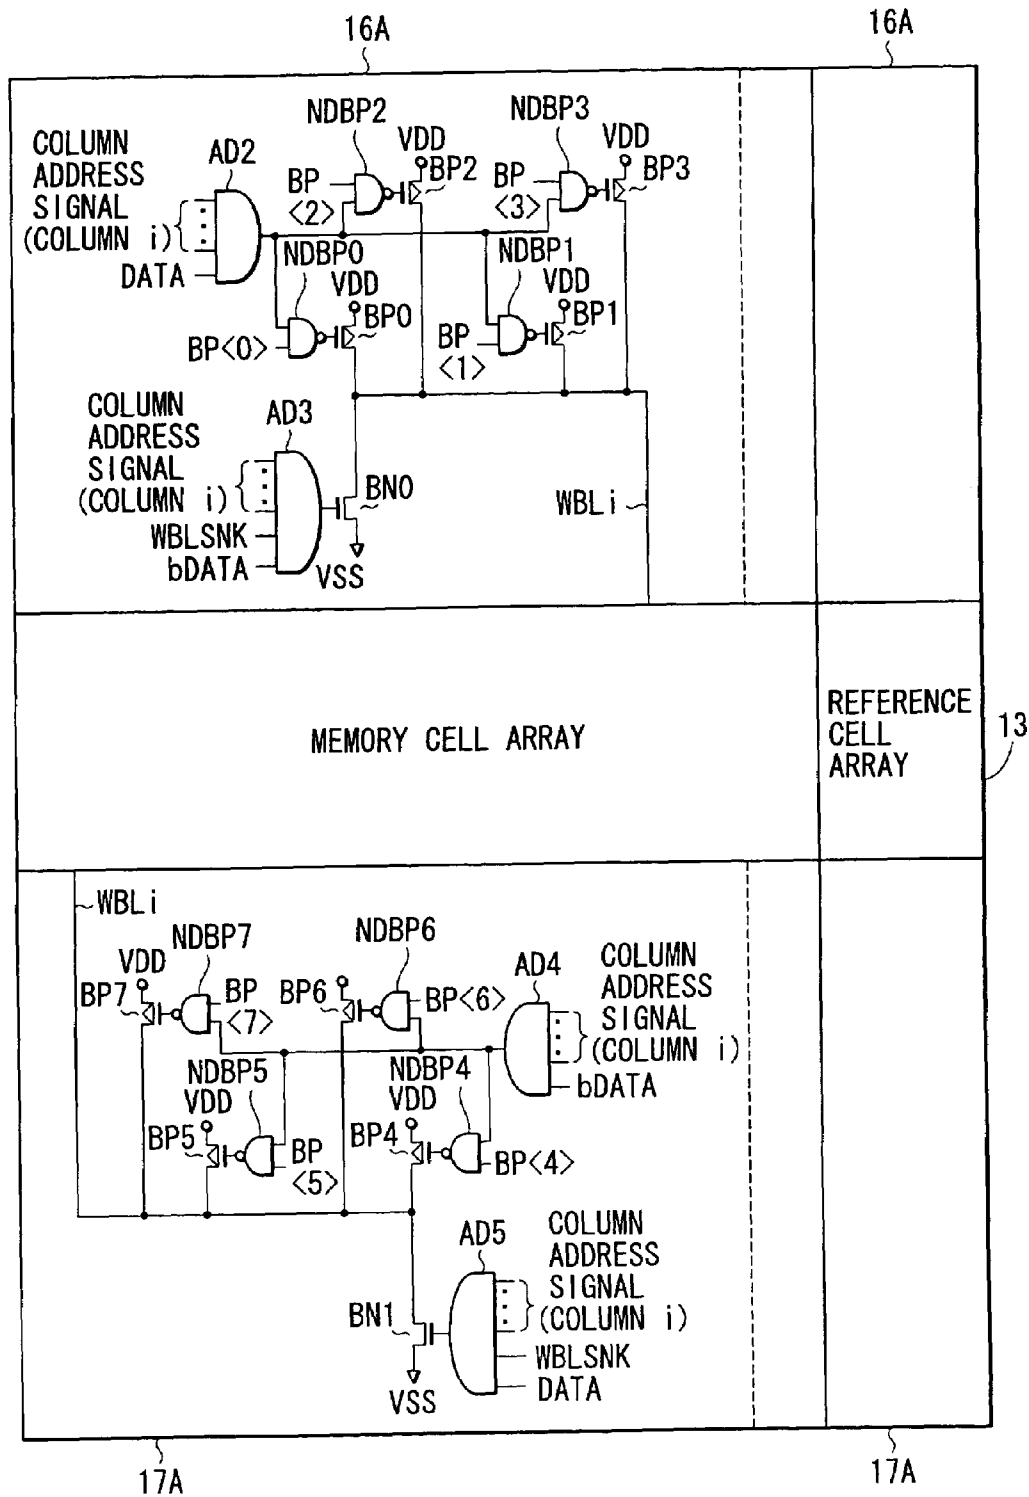 16A
16A
NDBP2
NDBP3
COLUMN
ADDRESS
SIGNAL
(COLUMN i)
AD2
VDD
VDD
BP
<2>
BP2
BP
<3>
BP3
DATA
NDBP0
NDBP1
VDD
VDD
BP0
BP1
BP<0>
BP
<1>
COLUMN
ADDRESS
SIGNAL
(COLUMN i)
AD3
BN0
WBLi
WBLSNK
bDATA
VSS
MEMORY CELL ARRAY
REFERENCE
CELL
ARRAY
13
WBLi
NDBP7
NDBP6
VDD
AD4
COLUMN
ADDRESS
SIGNAL
(COLUMN i)
BP7
BP
<7>
BP6
BP<6>
bDATA
NDBP5
NDBP4
VDD
VDD
BP5
BP
<5>
BP4
BP<4>
AD5
COLUMN
ADDRESS
SIGNAL
(COLUMN i)
BN1
WBLSNK
DATA
VSS
17A
17A